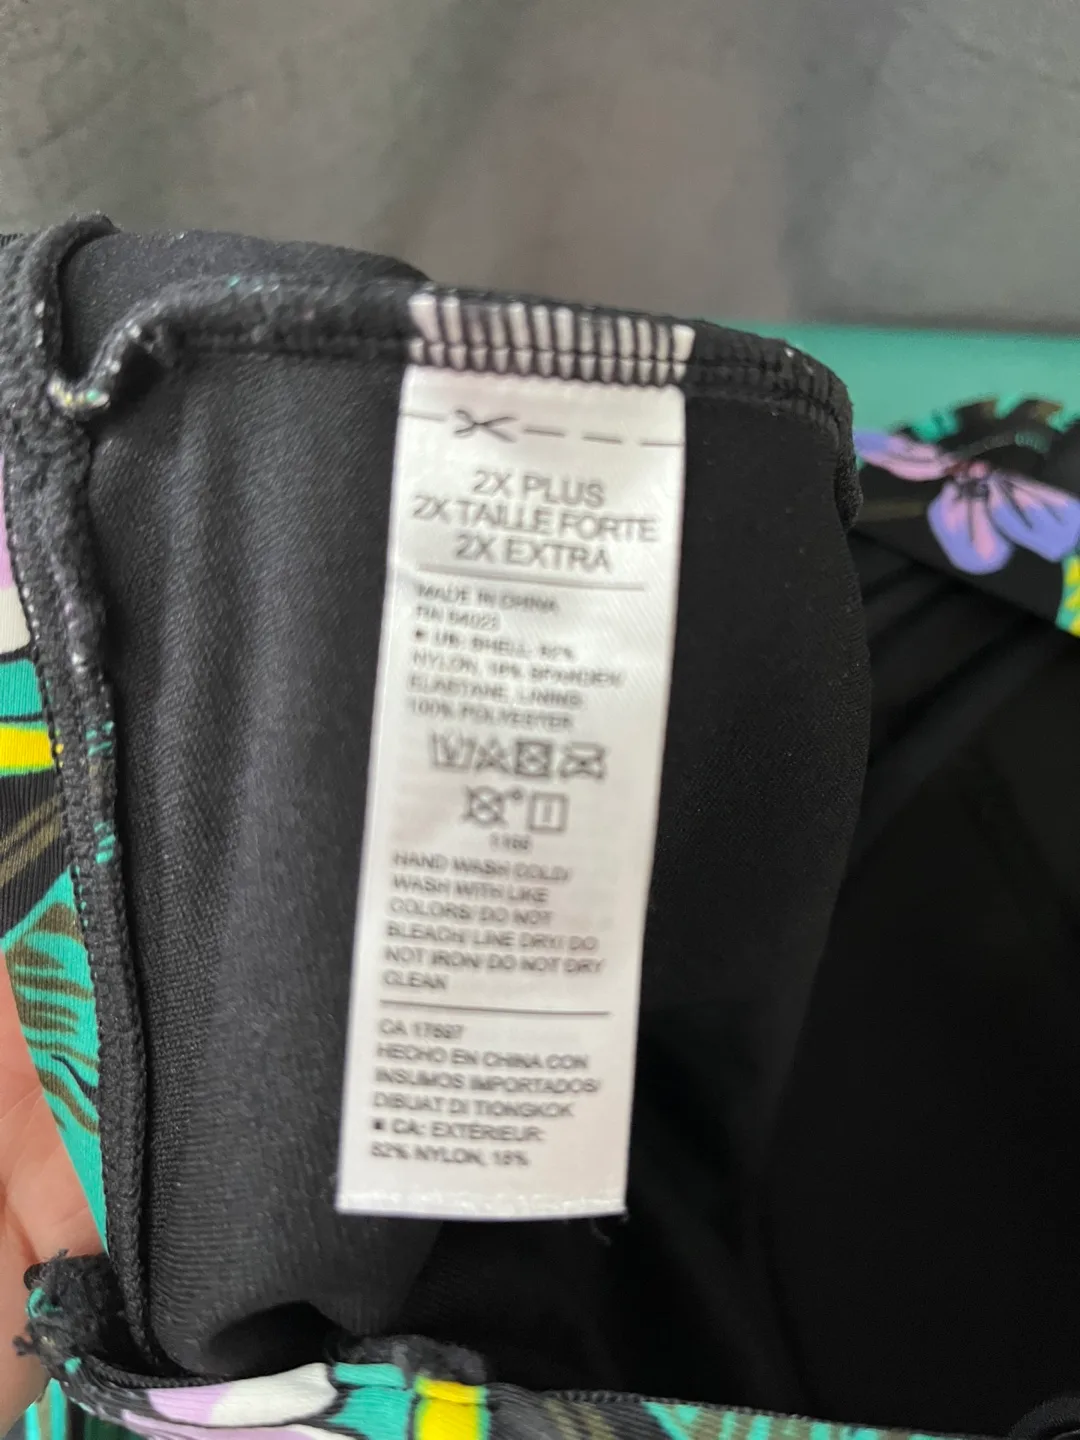 2X PLUS
2X TAILLE FORTE
2X EXTRA
MADE IN CHINA
RN 54023
US: SHELL: 82%
NYLON, 18% SPANDEX/
ELASTANE, LINING
100% POLYESTER
HAND WASH COLD/
WASH WITH LIKE
COLORS/ DO NOT
BLEACH/ LINE DRY/ DO
NOT IRON/ DO NOT DRY
CLEAN
CA 17897
HECHO EN CHINA CON
INSUMOS IMPORTADOS/
DIBUAT DI TIONGKOK
CA: EXTÉRIEUR:
82% NYLON, 18%